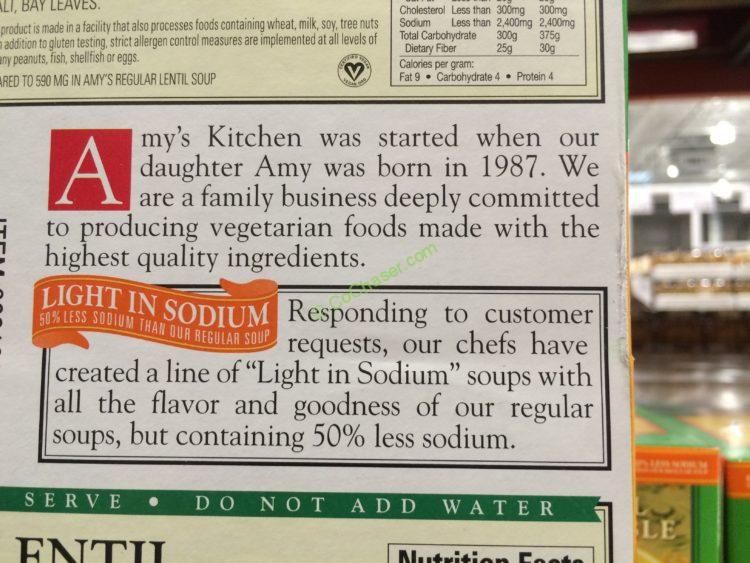 ALT, BAY LEAVES.
product is made in a facility that also processes foods containing wheat, milk, soy, tree nuts
addition to gluten testing, strict allergen control measures are implemented at all levels of
any peanuts, fish, shellfish or eggs.
ARED TO 590 MG IN AMY'S REGULAR LENTIL SOUP
Cholesterol Less than 300mg 300mg
Sodium Less than 2,400mg 2,400mg
Total Carbohydrate 300g 375g
Dietary Fiber 25g 30g
Calories per gram:
Fat 9 • Carbohydrate 4 • Protein 4
Amy's Kitchen was started when our
daughter Amy was born in 1987. We
are a family business deeply committed
to producing vegetarian foods made with the
highest quality ingredients.
CoChaser.com
LIGHT IN SODIUM
50% LESS SODIUM THAN OUR REGULAR SOUP
Responding to customer
requests, our chefs have
created a line of "Light in Sodium" soups with
all the flavor and goodness of our regular
soups, but containing 50% less sodium.
SERVE • DO NOT ADD WATER
ENTIL
Nutrition Facts